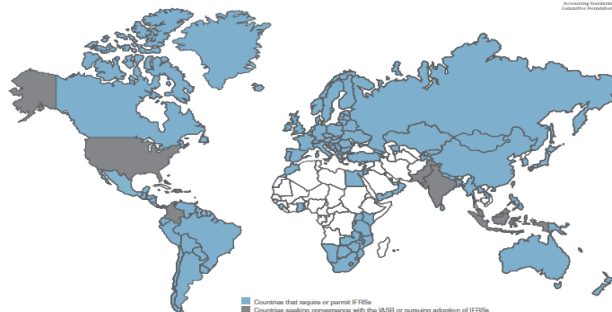 Accounting Standards
Committee Foundation
Countries that require or permit IFRSs
Countries seeking convergence with the IASB or pursuing adoption of IFRSs